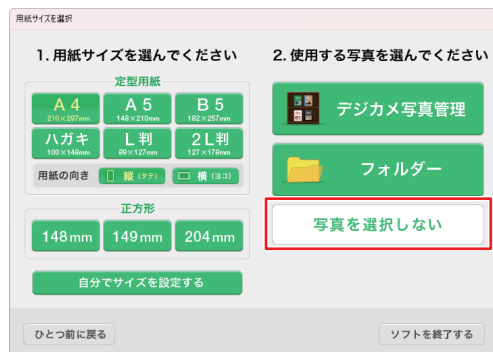 用紙サイズを選択
1. 用紙サイズを選んでください
定型用紙
A4
210×297mm
A5
148×210mm
B5
182×257mm
ハガキ
100×148mm
L判
89×127mm
2L判
127×178mm
用紙の向き
縦(タテ)
横(ヨコ)
正方形
148mm
149mm
204mm
自分でサイズを設定する
2. 使用する写真を選んでください
デジカメ写真管理
フォルダー
写真を選択しない
ひとつ前に戻る
ソフトを終了する